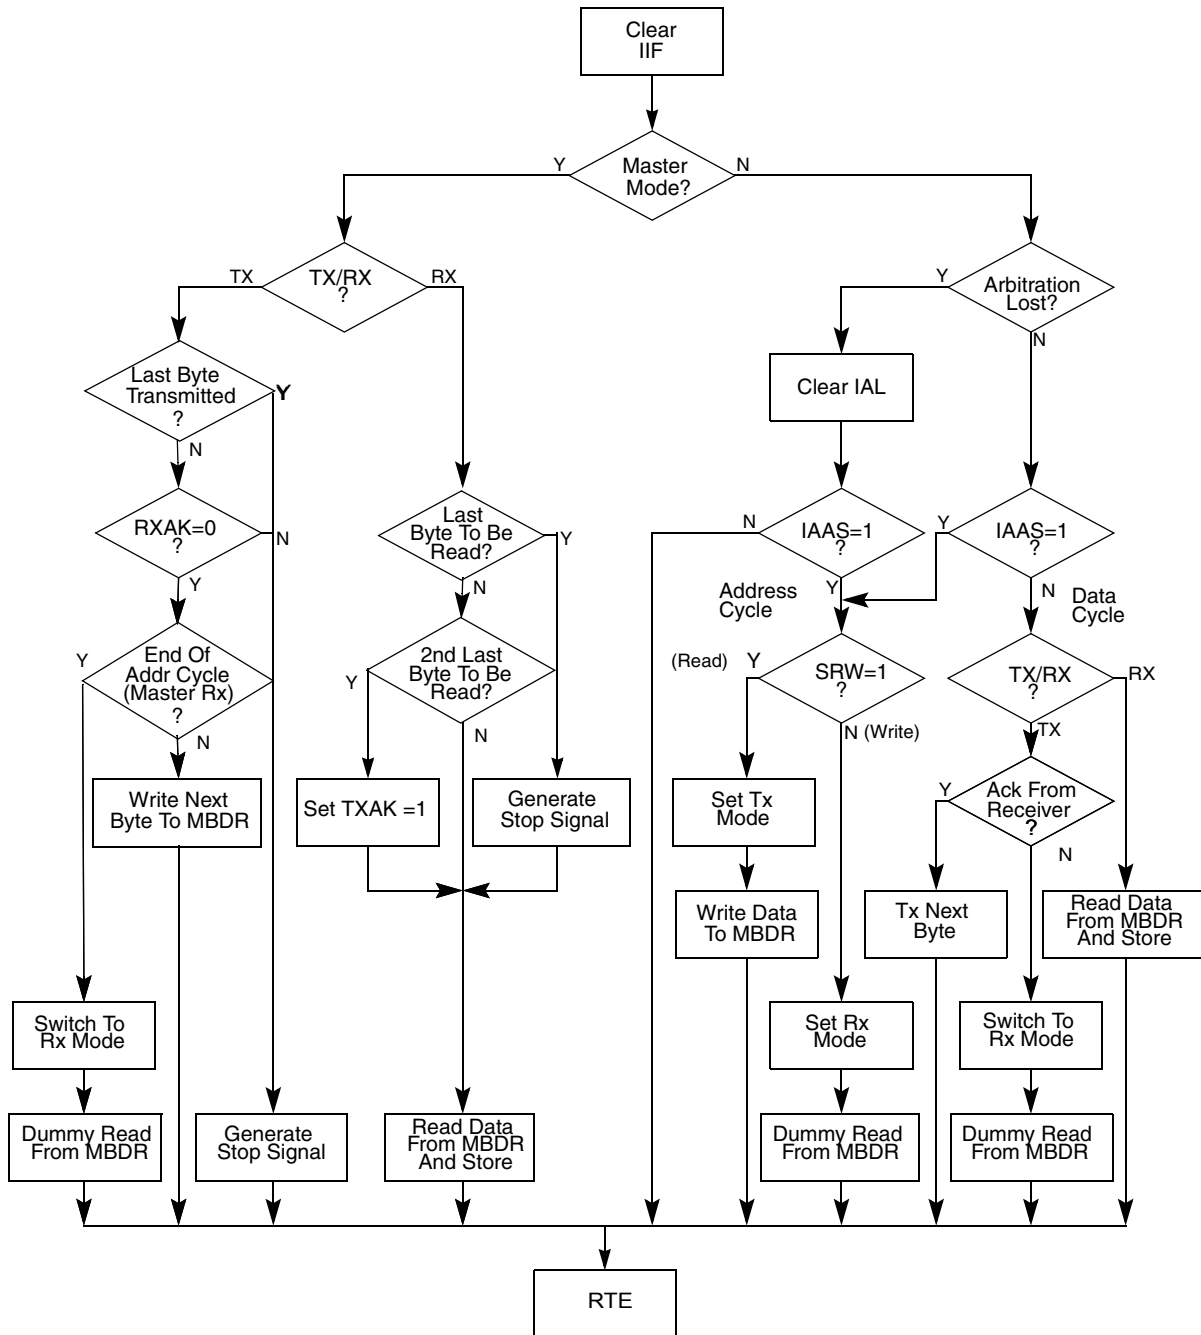 Clear
IIF
Y
Master
Mode?
N
TX
TX/RX
?
RX
Y
Arbitration
Lost?
N
Last Byte
Transmitted
?
Y
N
Clear IAL
RXAK=0
?
N
Y
Last
Byte To Be
Read?
Y
N
N
IAAS=1
?
Y
Y
IAAS=1
?
N
Address
Cycle
Data
Cycle
Y
End Of
Addr Cycle
(Master Rx)
?
N
Y
2nd Last
Byte To Be
Read?
N
(Read)
Y
SRW=1
?
N (Write)
TX/RX
?
RX
TX
Write Next
Byte To MBDR
Set TXAK =1
Generate
Stop Signal
Set Tx
Mode
Y
Ack From
Receiver
?
N
Write Data
To MBDR
Tx Next
Byte
Read Data
From MBDR
And Store
Switch To
Rx Mode
Set Rx
Mode
Switch To
Rx Mode
Dummy Read
From MBDR
Generate
Stop Signal
Read Data
From MBDR
And Store
Dummy Read
From MBDR
Dummy Read
From MBDR
RTE